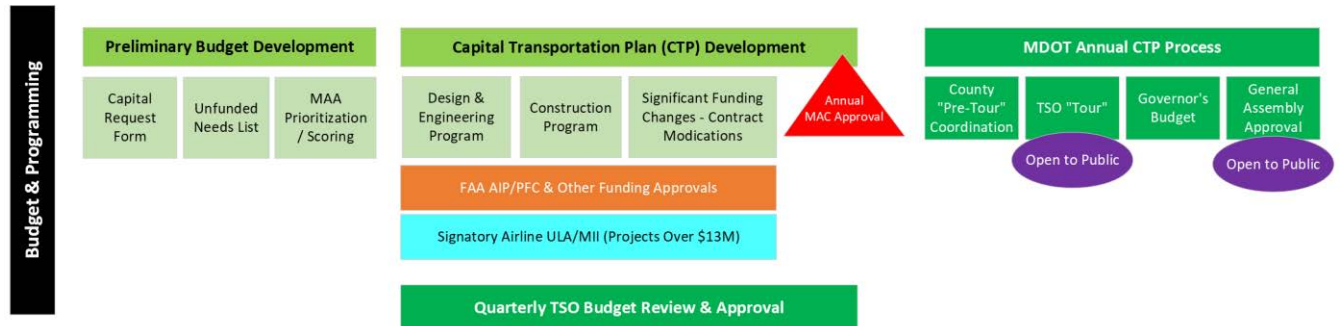 Budget & Programming
Preliminary Budget Development
Capital
Request
Form
Unfunded
Needs List
MAA
Prioritization
/ Scoring
Capital Transportation Plan (CTP) Development
Design &
Engineering
Program
Construction
Program
Significant Funding
Changes - Contract
Modications
Annual
MAC Approval
FAA AIP/PFC & Other Funding Approvals
Signatory Airline ULA/MII (Projects Over $13M)
Quarterly TSO Budget Review & Approval
MDOT Annual CTP Process
County
"Pre-Tour"
Coordination
TSO "Tour"
Open to Public
Governor's
Budget
General
Assembly
Approval
Open to Public